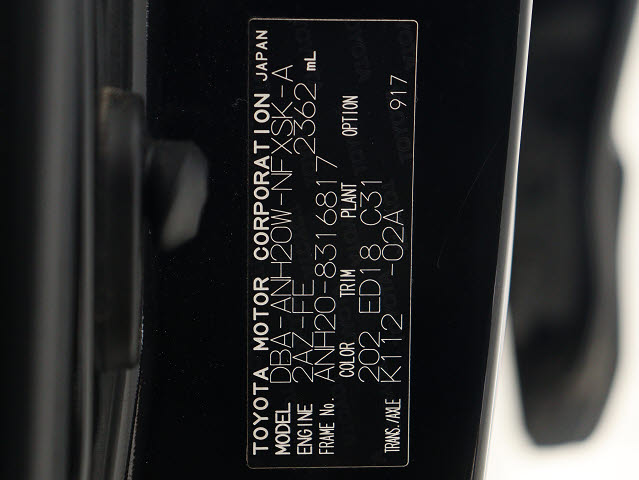 TOYOTA MOTOR CORPORATION JAPAN
MODEL DBA-ANH20W-NFXSK-A
ENGINE 2AZ-FE 2362 mL
FRAME No. ANH20-8316817
COLOR TRIM PLANT OPTION
202 ED18 C31
TRANS./AXLE K112 -02A 917